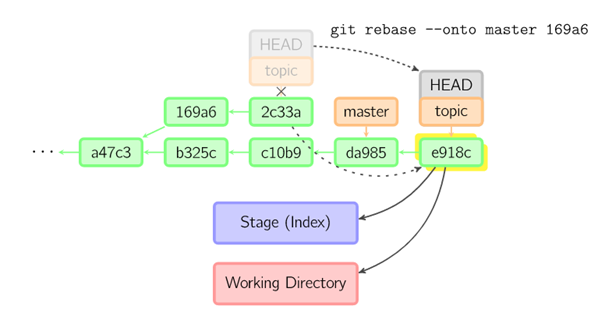 git rebase --onto master 169a6
HEAD
topic
HEAD
topic
169a6
2c33a
master
... a47c3
b325c
c10b9
da985
e918c
Stage (Index)
Working Directory